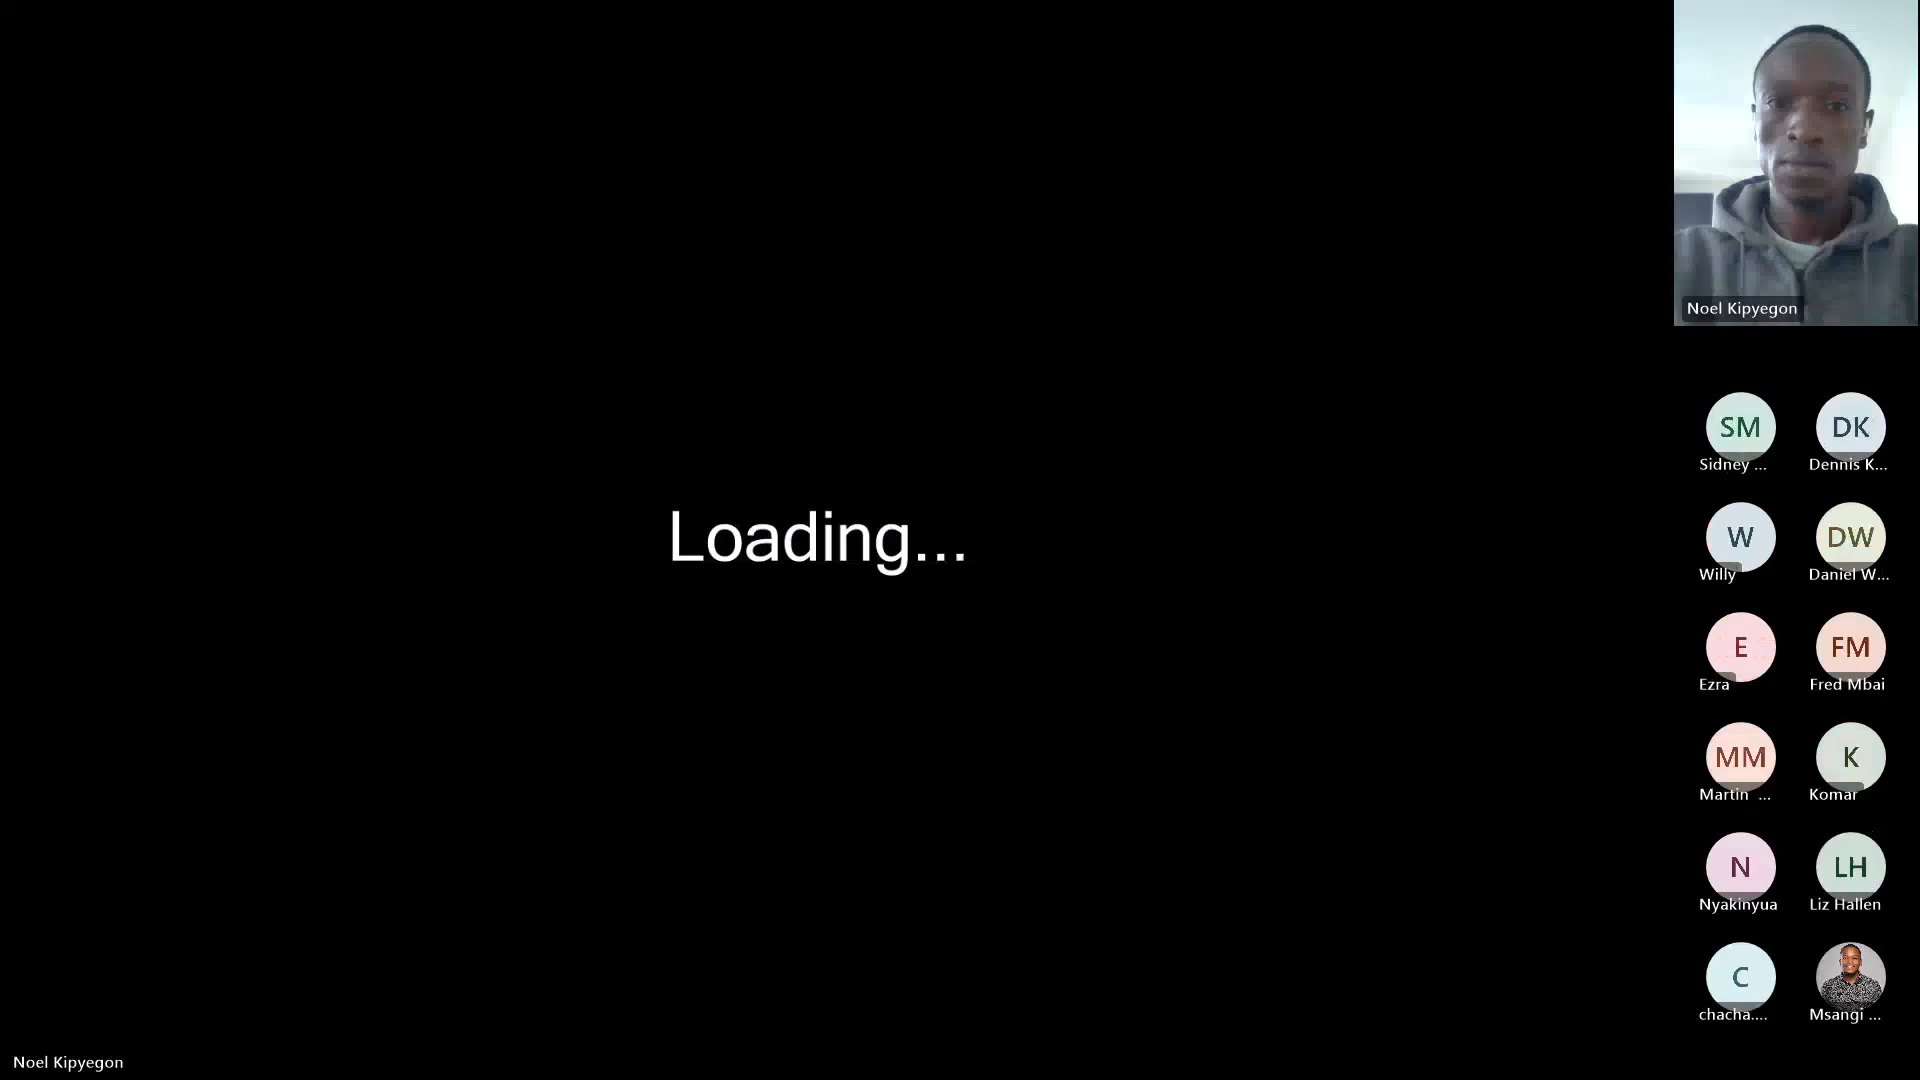 Noel Kipyegon
SM
DK
Sidney ...
Dennis K...
W
DW
Willy
Daniel W...
E
FM
Ezra
Fred Mbai
Loading...
MM
K
Martin ...
Komar
N
LH
Nyakinyua
Liz Hallen
C
chacha....
Msangi ...
Noel Kipyegon